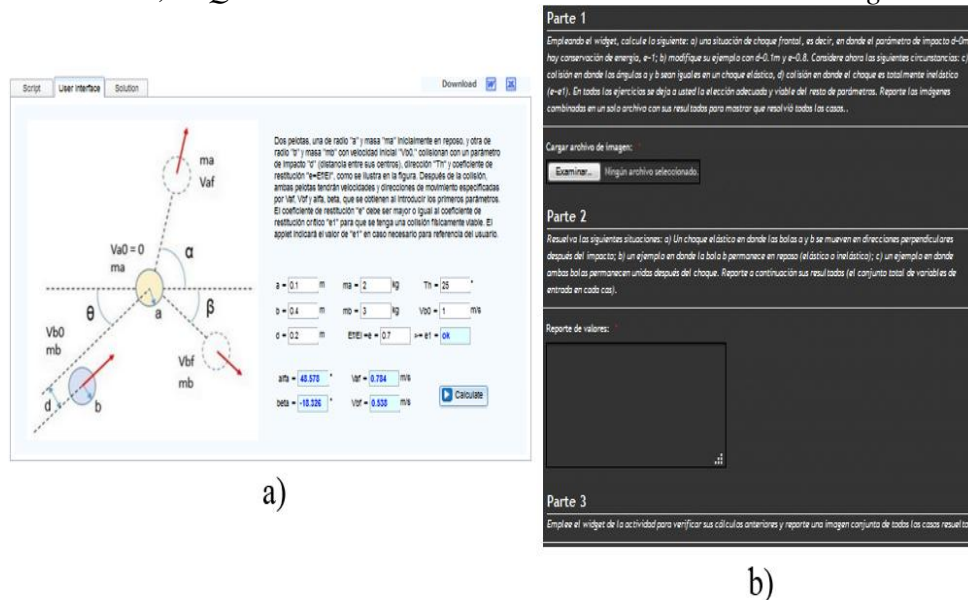 Script
User Interface
Solution
Download
ma
Vaf
Va0 = 0
ma
α
θ
a
β
Vb0
mb
Vbf
mb
d
b
Dos pelotas, una de radio "a" y masa "ma" inicialmente en reposo, y otra de
radio "b" y masa "mb" con velocidad inicial "Vb0," colisionan con un parámetro
de impacto "d" (distancia entre sus centros), dirección "Th" y coeficiente de
restitución "e=Ef/Ei", como se ilustra en la figura. Después de la colisión,
ambas pelotas tendrán velocidades y direcciones de movimiento especificadas
por Vaf, Vbf y alfa, beta, que se obtienen al introducir los primeros parámetros.
El coeficiente de restitución "e" debe ser mayor o igual al coeficiente de
restitución crítico "e1" para que se tenga una colisión físicamente viable. El
applet indicará el valor de "e1" en caso necesario para referencia del usuario.
a = 0.1 m ma = 2 kg Th = 25 °
b = 0.4 m mb = 3 kg Vb0 = 1 m/s
d = 0.2 m Ef/Ei =e = 0.7 >= e1 = ok
alfa = 48.578 ° Vaf = 0.784 m/s
beta = -18.326 ° Vbf = 0.538 m/s
Calculate
a)
Parte 1
Empleando el widget, calcule lo siguiente: a) una situación de choque frontal, es decir, en donde el parámetro de impacto d=0m
hay conservación de energía, e=1; b) modifique su ejemplo con d=0.1m y e=0.8. Considere ahora las siguientes circunstancias: c)
colisión en donde los ángulos a y b sean iguales en un choque elástico, d) colisión en donde el choque es totalmente inelástico
(e=e1). En todos los ejercicios se deja a usted la elección adecuada y viable del resto de parámetros. Reporte las imágenes
combinadas en un solo archivo con sus resultados para mostrar que resolvió todos los casos..
Cargar archivo de imagen: *
Examinar... Ningún archivo seleccionado.
Parte 2
Resuelva las siguientes situaciones: a) Un choque elástico en donde las bolas a y b se mueven en direcciones perpendiculares
después del impacto; b) un ejemplo en donde la bola b permanece en reposo (elástico o inelástico); c) un ejemplo en donde
ambas bolas permanecen unidas después del choque. Reporte a continuación sus resultados (el conjunto total de variables de
entrada en cada cas).
Reporte de valores: *
Parte 3
Emplee el widget de la actividad para verificar sus cálculos anteriores y reporte una imagen conjunta de todos los casos resuelto
b)